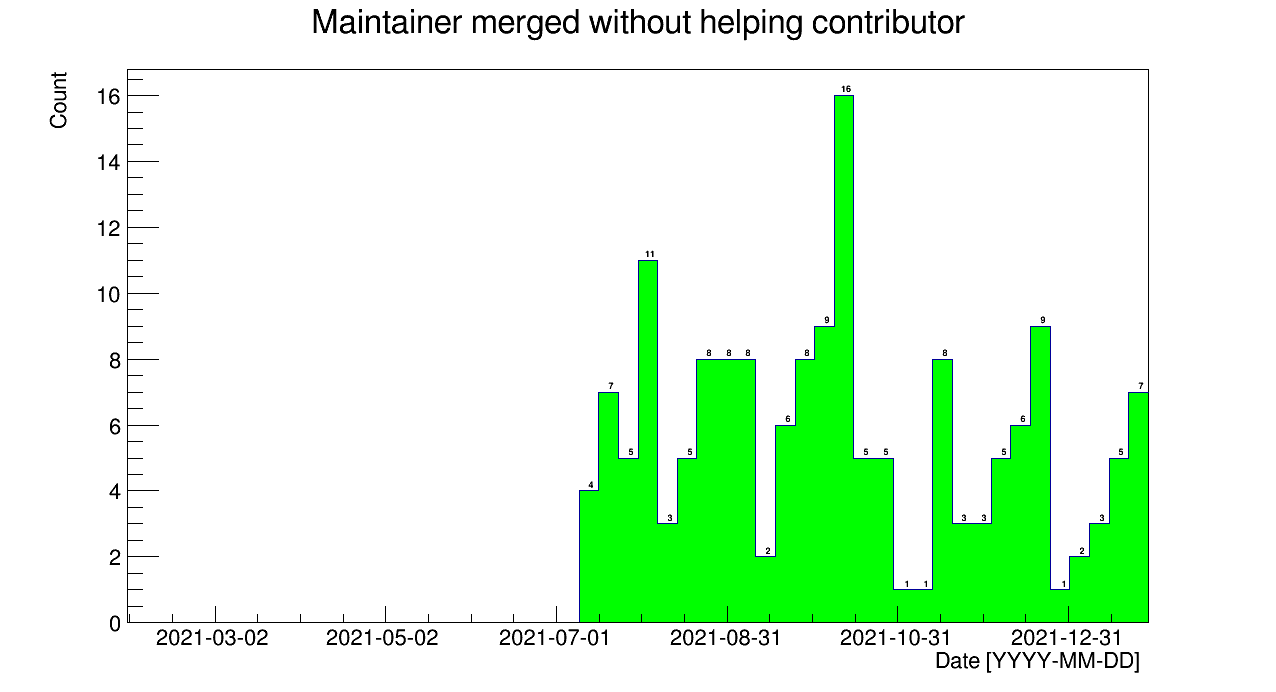 Maintainer merged without helping contributor
Count
16
14
12
10
8
6
4
2
0
4 7 5 11 3 5 8 8 8 2 6 8 9 16 5 5 1 1 8 3 3 5 6 9 1 2 3 5 7
2021-03-02 2021-05-02 2021-07-01 2021-08-31 2021-10-31 2021-12-31
Date [YYYY-MM-DD]